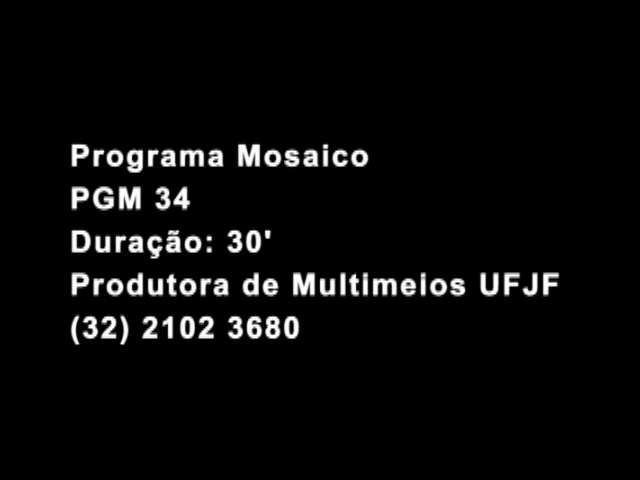 Programa Mosaico
PGM 34
Duração: 30'
Produtora de Multimeios UFJF
(32) 2102 3680